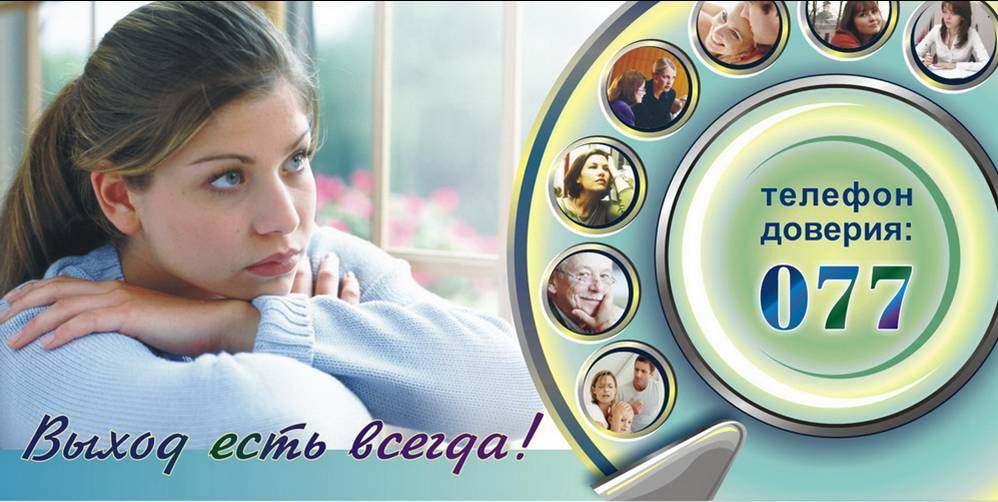 Выход есть всегда!
телефон
доверия:
077